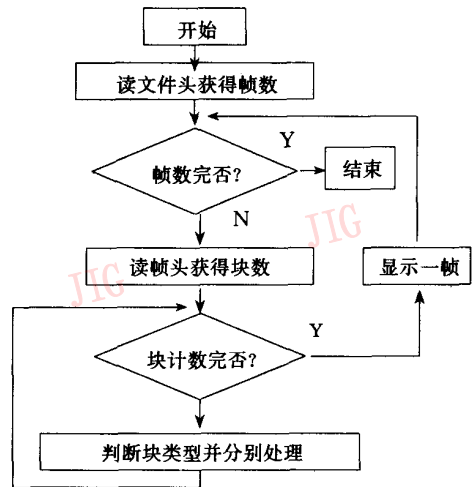 开始
读文件头获得帧数
Y
帧数完否?
结束
N
JIG
读帧头获得块数
显示一帧
JIG
Y
块计数完否?
判断块类型并分别处理